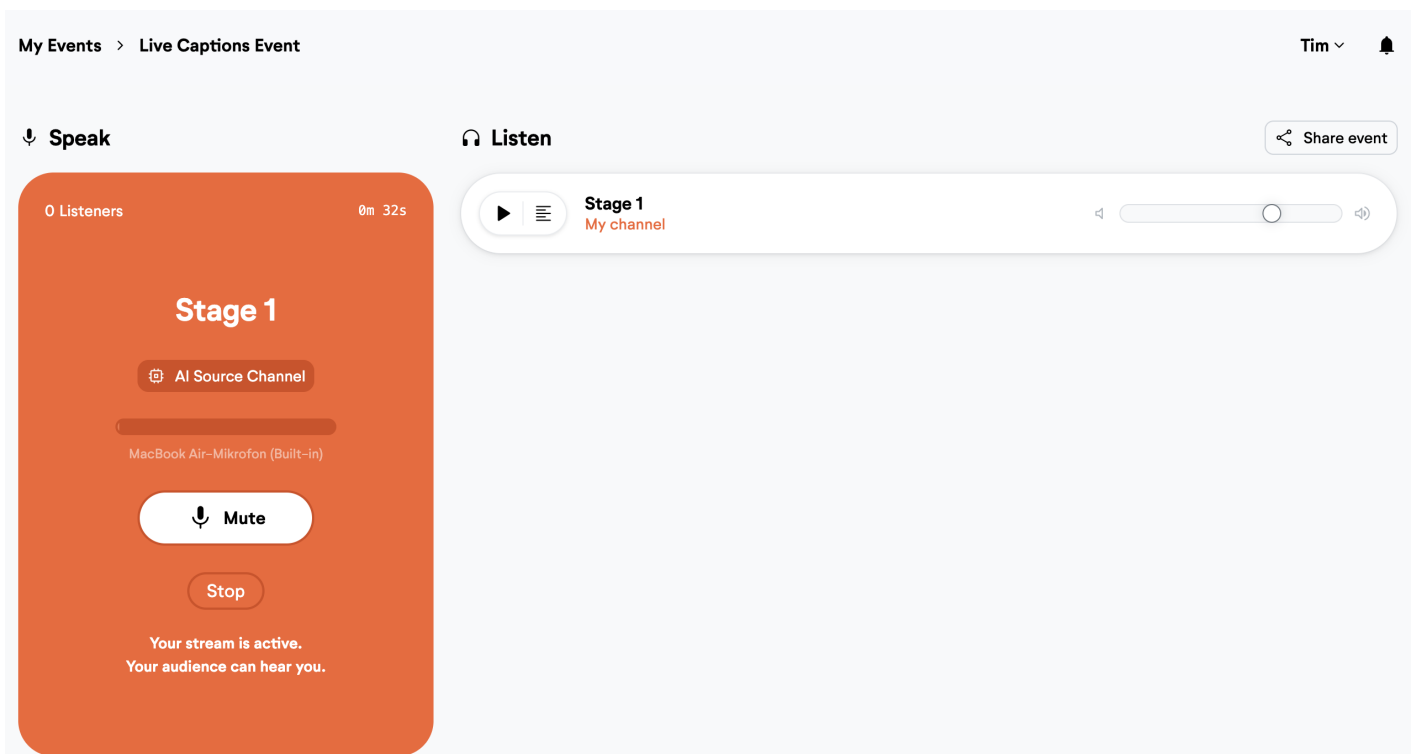 My Events > Live Captions Event
Tim
Speak
0 Listeners
0m 32s
Stage 1
AI Source Channel
MacBook Air-Mikrofon (Built-in)
Mute
Stop
Your stream is active.
Your audience can hear you.
Listen
Share event
Stage 1
My channel